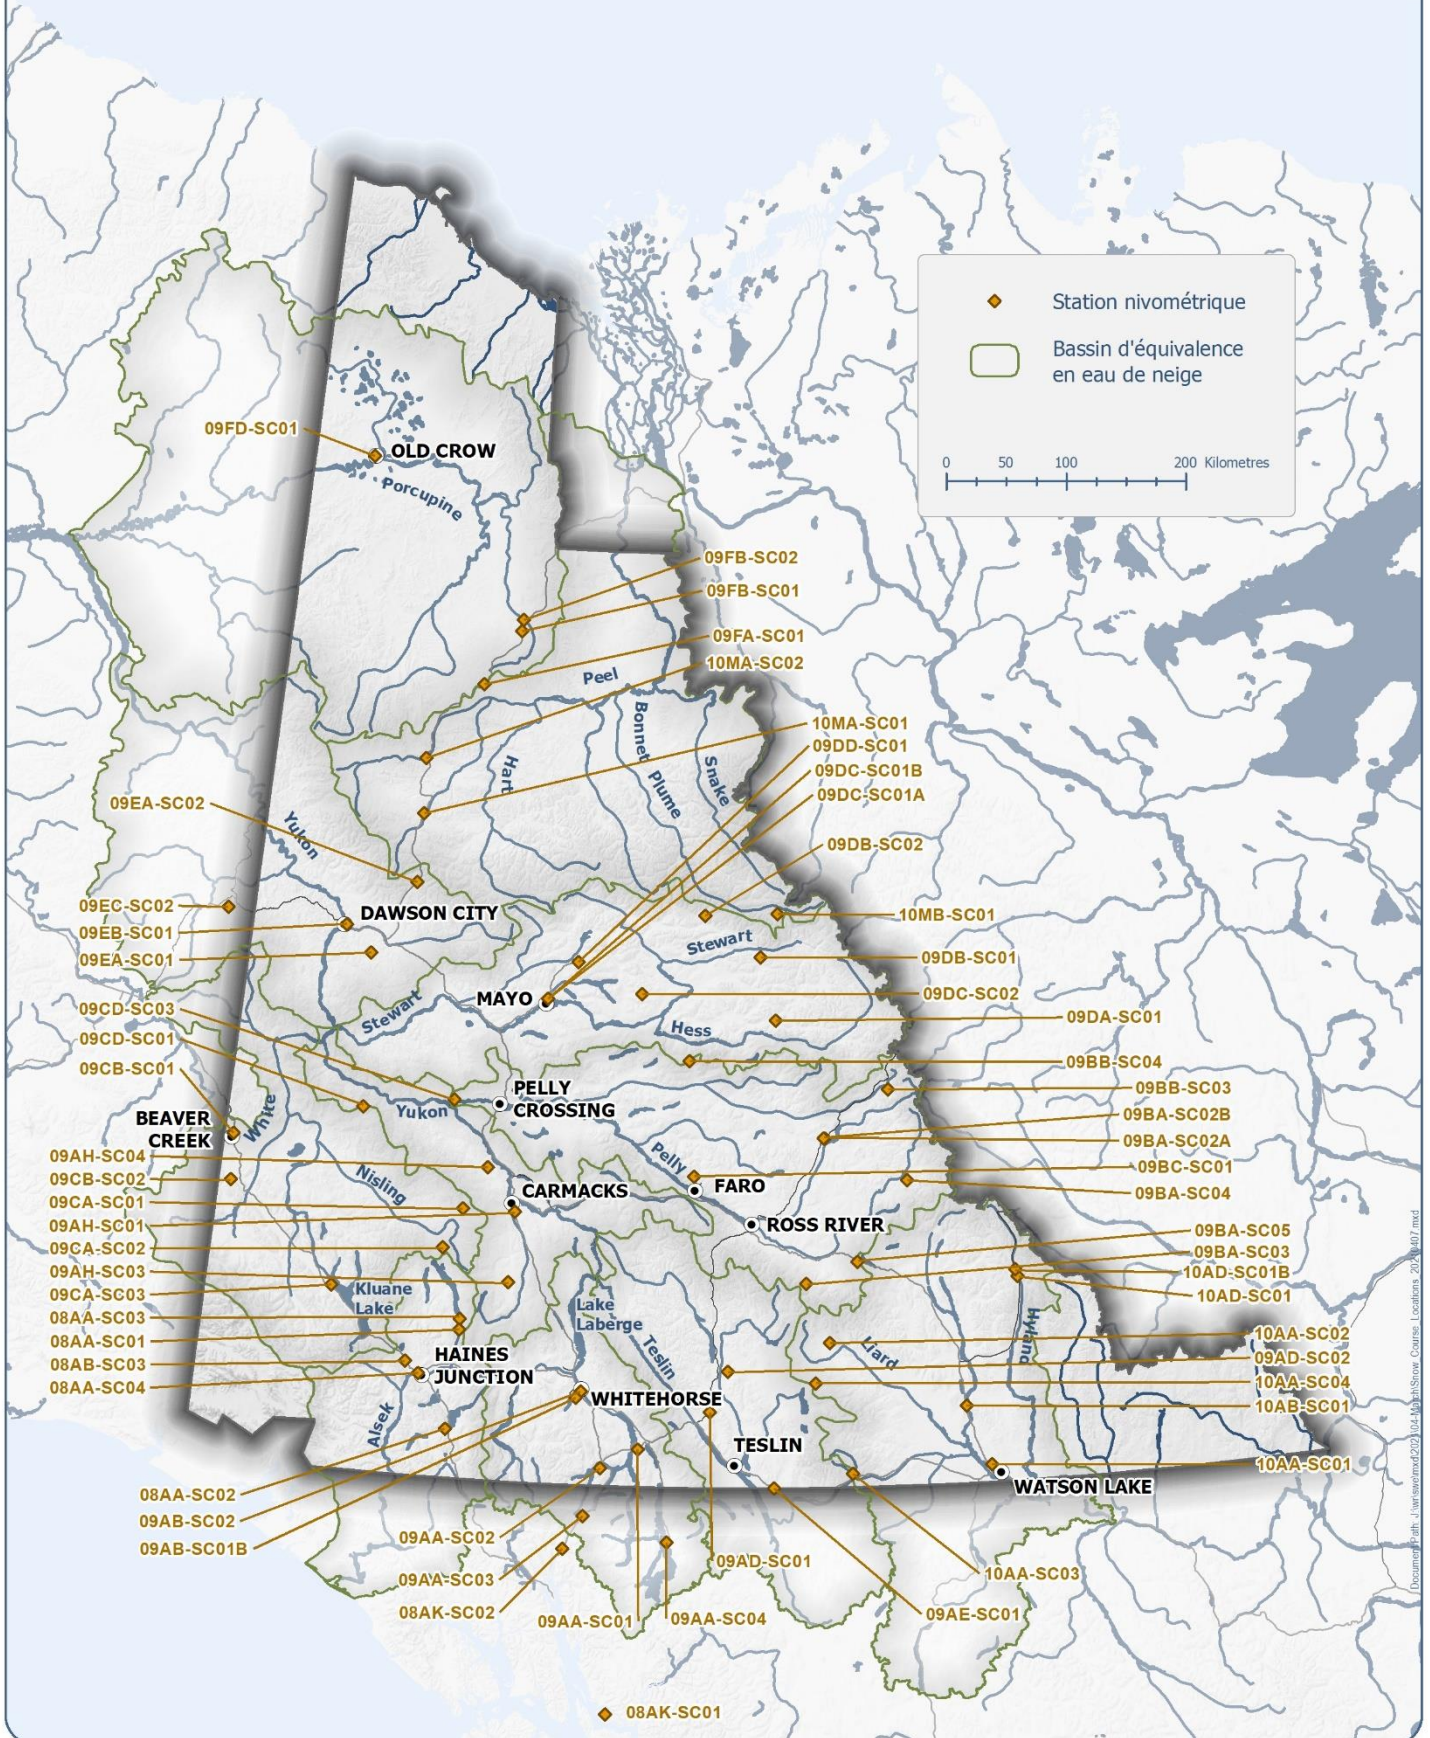 Station nivométrique
Bassin d'équivalence
en eau de neige
0 50 100 200 Kilometres
09FD-SC01
OLD CROW
Porcupine
09FB-SC02
09FB-SC01
09FA-SC01
10MA-SC02
Peel
10MA-SC01
09DD-SC01
09DC-SC01B
09DC-SC01A
Hart
Bonnet Plume
Snake
09EA-SC02
Yukon
09DB-SC02
09EC-SC02
DAWSON CITY
10MB-SC01
09EB-SC01
Stewart
09EA-SC01
09DB-SC01
MAYO
09DC-SC02
09CD-SC03
Stewart
Hess
09DA-SC01
09CD-SC01
09CB-SC01
09BB-SC04
PELLY
CROSSING
09BB-SC03
Yukon
BEAVER
CREEK
White
09BA-SC02B
09BA-SC02A
09AH-SC04
Pelly
09BC-SC01
09CB-SC02
Nisling
CARMACKS
FARO
09BA-SC04
09CA-SC01
09AH-SC01
ROSS RIVER
09BA-SC05
09CA-SC02
09BA-SC03
09AH-SC03
10AD-SC01B
09CA-SC03
Kluane
Lake
10AD-SC01
08AA-SC03
Lake
Laberge
Hyland
08AA-SC01
Teslin
Liard
10AA-SC02
08AB-SC03
HAINES
JUNCTION
09AD-SC02
08AA-SC04
10AA-SC04
WHITEHORSE
10AB-SC01
Alsek
TESLIN
10AA-SC01
WATSON LAKE
08AA-SC02
09AB-SC02
09AB-SC01B
09AA-SC02
09AD-SC01
09AA-SC03
10AA-SC03
08AK-SC02
09AA-SC01
09AA-SC04
09AE-SC01
08AK-SC01